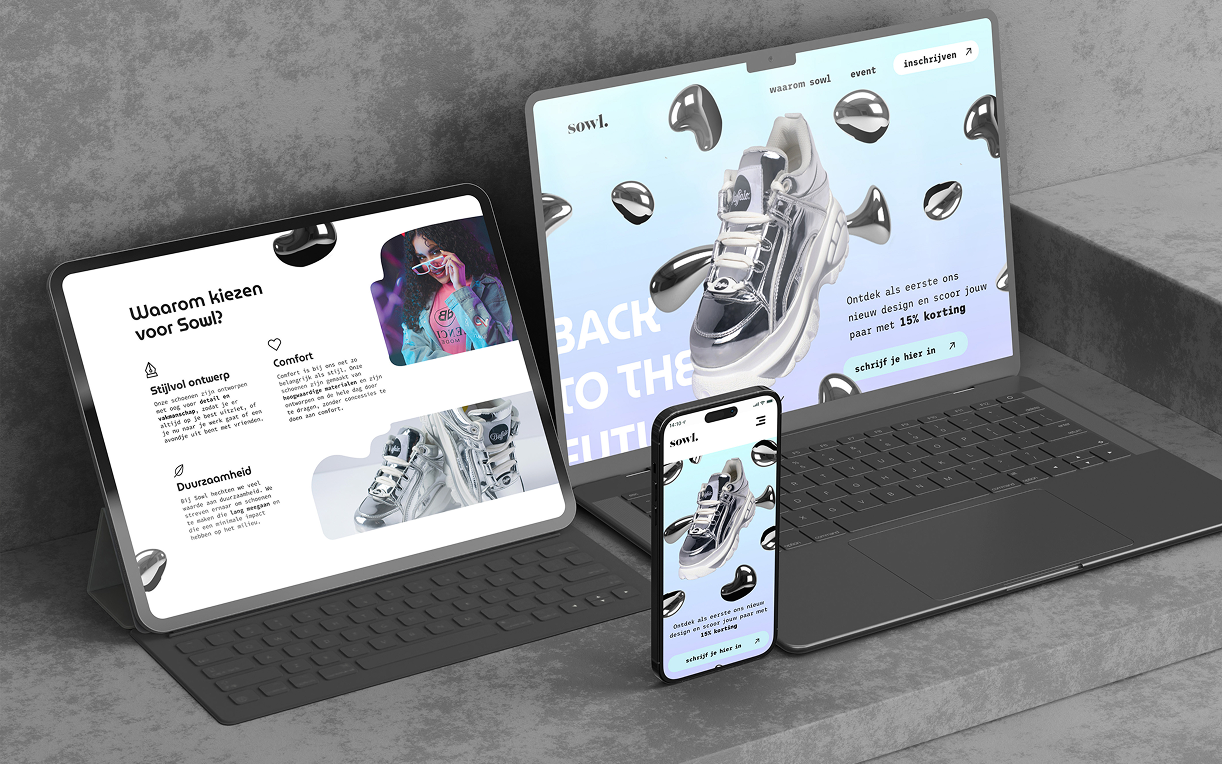 Waarom kiezen
voor Sowl?
Stijlvol ontwerp
Onze schoenen zijn ontworpen
met oog voor detail en
vakmanschap, zodat je er
altijd op je best uitziet, of
je nu naar je werk gaat of een
avondje uit bent met vrienden.
Comfort
Comfort is bij ons net zo
belangrijk als stijl. Onze
schoenen zijn gemaakt van
hoogwaardige materialen en zijn
ontworpen om de hele dag door
te dragen, zonder concessies te
doen aan comfort.
Duurzaamheid
Bij Sowl hechten we veel
waarde aan duurzaamheid. We
streven ernaar om schoenen
te maken die lang meegaan en
die een minimale impact
hebben op het milieu.
Buffalo
sowl.
waarom sowl
event
inschrijven
Buffalo
BACK
TO THE
FUTU
Ontdek als eerste ons
nieuw design en scoor jouw
paar met 15% korting
schrijf je hier in
14:10
sowl.
Ontdek als eerste ons nieuw
design en scoor jouw paar met
15% korting
schrijf je hier in